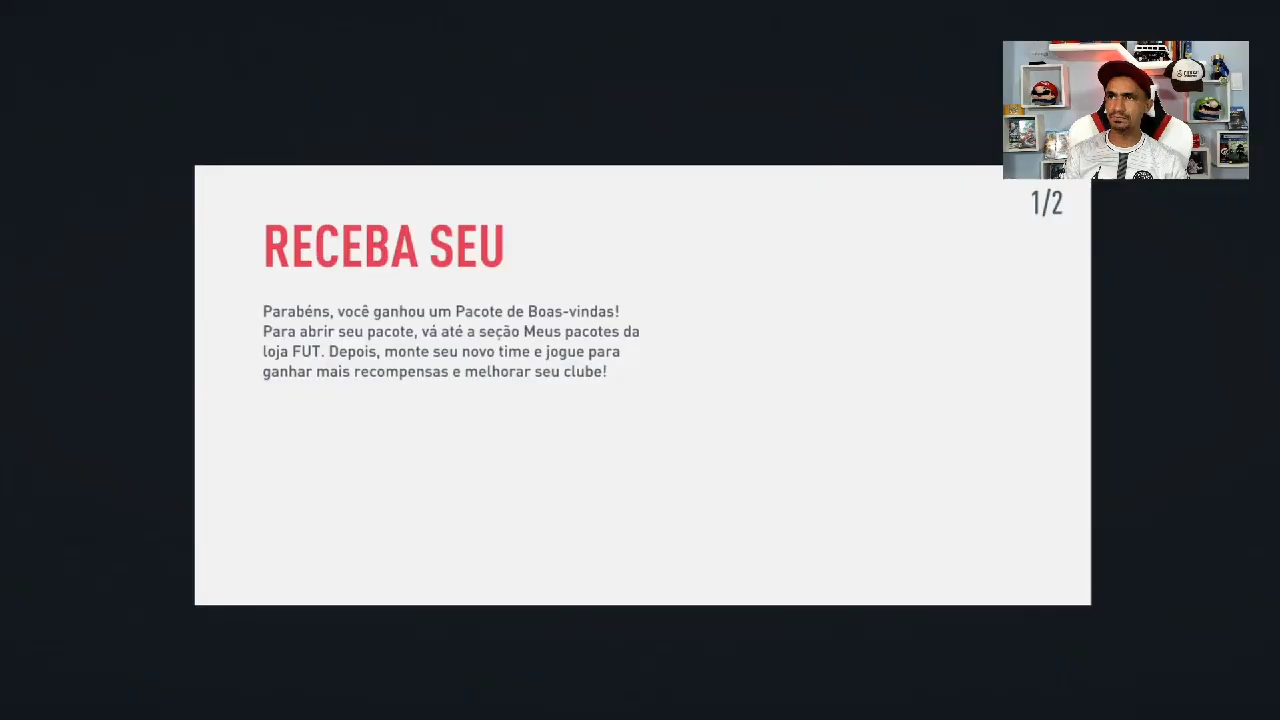 1/2
RECEBA SEU
Parabéns, você ganhou um Pacote de Boas-vindas!
Para abrir seu pacote, vá até a seção Meus pacotes da
loja FUT. Depois, monte seu novo time e jogue para
ganhar mais recompensas e melhorar seu clube!